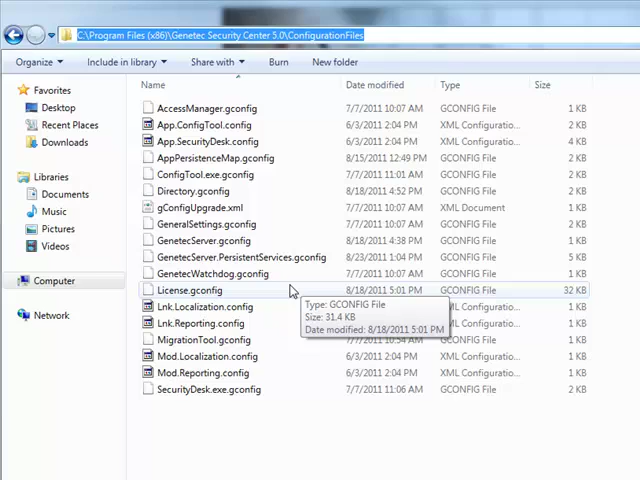 C:\Program Files (x86)\Genetec Security Center 5.0\ConfigurationFiles
Organize Include in library Share with Burn New folder
Name Date modified Type Size
Favorites
Desktop
Recent Places
Downloads
Libraries
Documents
Music
Pictures
Videos
Computer
Network
AccessManager.gconfig 7/7/2011 10:07 AM GCONFIG File 1 KB
App.ConfigTool.config 6/3/2011 2:04 PM XML Configuratio... 2 KB
App.SecurityDesk.config 6/3/2011 2:04 PM XML Configuratio... 4 KB
AppPersistenceMap.gconfig 8/15/2011 12:49 PM GCONFIG File 2 KB
ConfigTool.exe.gconfig 7/7/2011 11:01 AM GCONFIG File 2 KB
Directory.gconfig 8/18/2011 4:52 PM GCONFIG File 1 KB
gConfigUpgrade.xml 7/7/2011 10:07 AM XML Document 1 KB
GeneralSettings.gconfig 7/7/2011 10:07 AM GCONFIG File 2 KB
GenetecServer.gconfig 8/18/2011 4:38 PM GCONFIG File 1 KB
GenetecServer.PersistentServices.gconfig 8/23/2011 5:04 PM GCONFIG File 1 KB
GenetecWatchdog.gconfig 7/7/2011 10:07 AM GCONFIG File 1 KB
License.gconfig 8/18/2011 5:01 PM GCONFIG File 32 KB
Lnk.Localization.config XML Configuratio... 1 KB
Lnk.Reporting.config XML Configuratio... 1 KB
MigrationTool.gconfig 7/7/2011 10:54 AM GCONFIG File 1 KB
Mod.Localization.config 6/3/2011 2:04 PM XML Configuratio... 1 KB
Mod.Reporting.config 6/3/2011 2:04 PM XML Configuratio... 1 KB
SecurityDesk.exe.gconfig 7/7/2011 11:06 AM GCONFIG File 2 KB
Type: GCONFIG File
Size: 31.4 KB
Date modified: 8/18/2011 5:01 PM